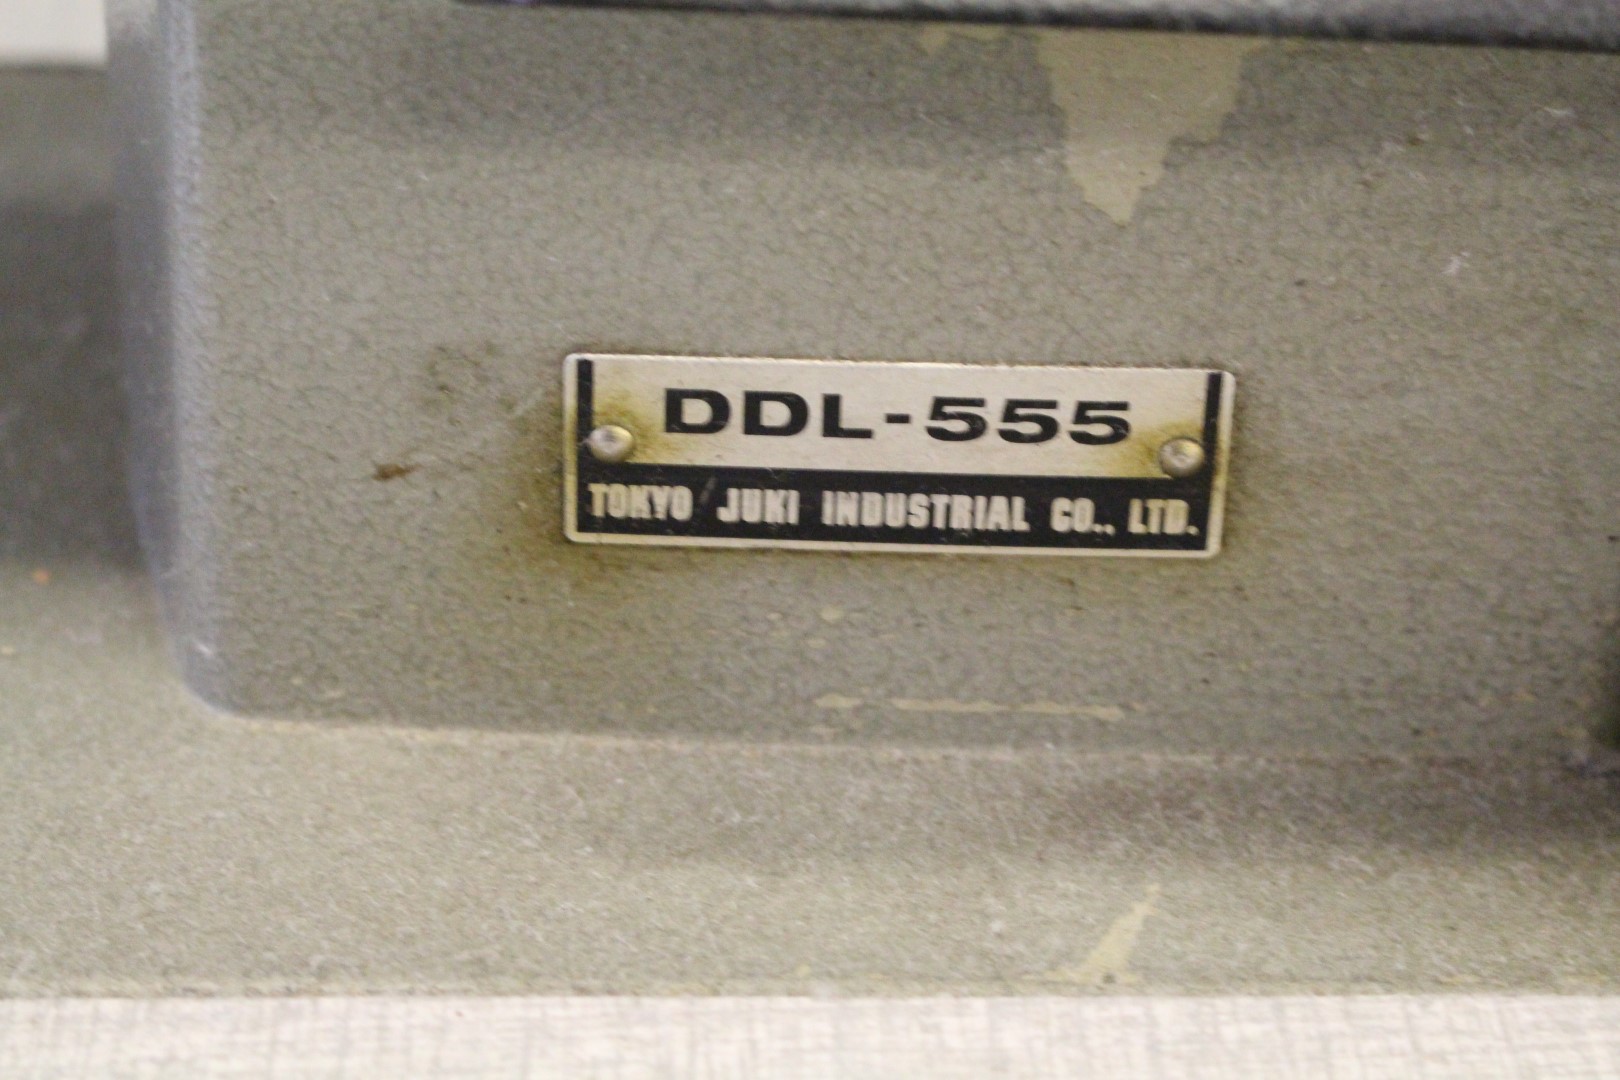 DDL-555
TOKYO JUKI INDUSTRIAL CO., LTD.